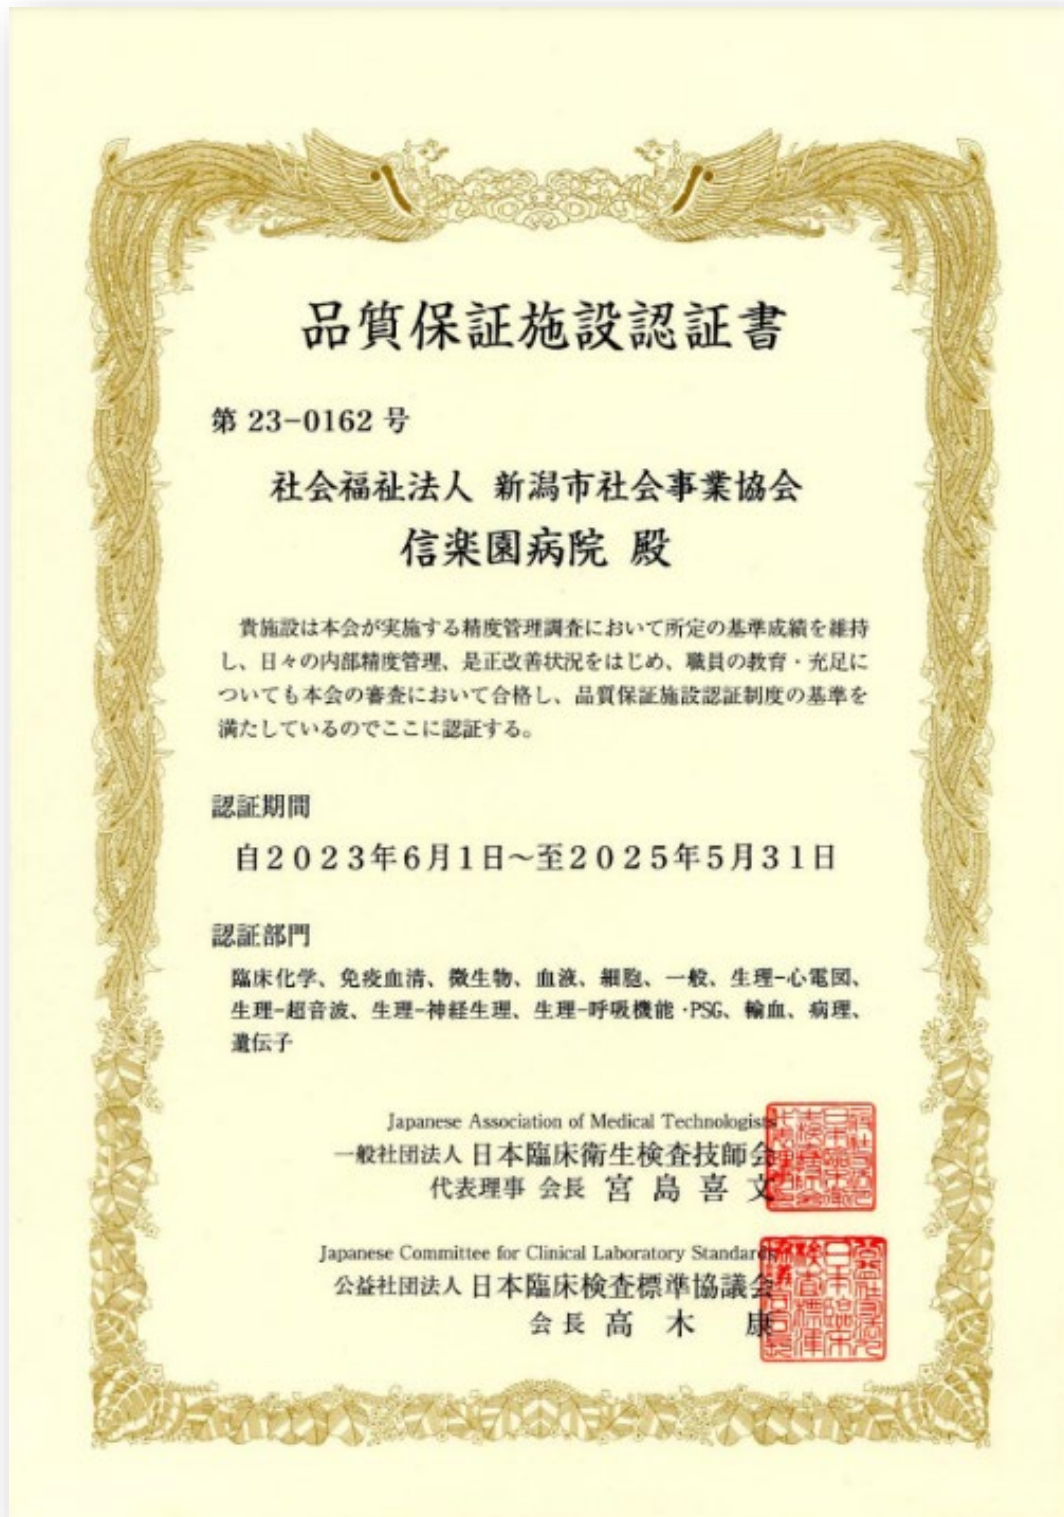 品質保証施設認証書
第 23-0162 号
社会福祉法人 新潟市社会事業協会
信楽園病院 殿
貴施設は本会が実施する精度管理調査において所定の基準成績を維持
し、日々の内部精度管理、是正改善状況をはじめ、職員の教育・充足に
ついても本会の審査において合格し、品質保証施設認証制度の基準を
満たしているのでここに認証する。
認証期間
自2023年6月1日～至2025年5月31日
認証部門
臨床化学、免疫血清、微生物、血液、細胞、一般、生理-心電図、
生理-超音波、生理-神経生理、生理-呼吸機能・PSG、輸血、病理、
遺伝子
Japanese Association of Medical Technologists
一般社団法人 日本臨床衛生検査技師会
代表理事 会長 宮島喜文
Japanese Committee for Clinical Laboratory Standards
公益社団法人 日本臨床検査標準協議会
会長 高木 康